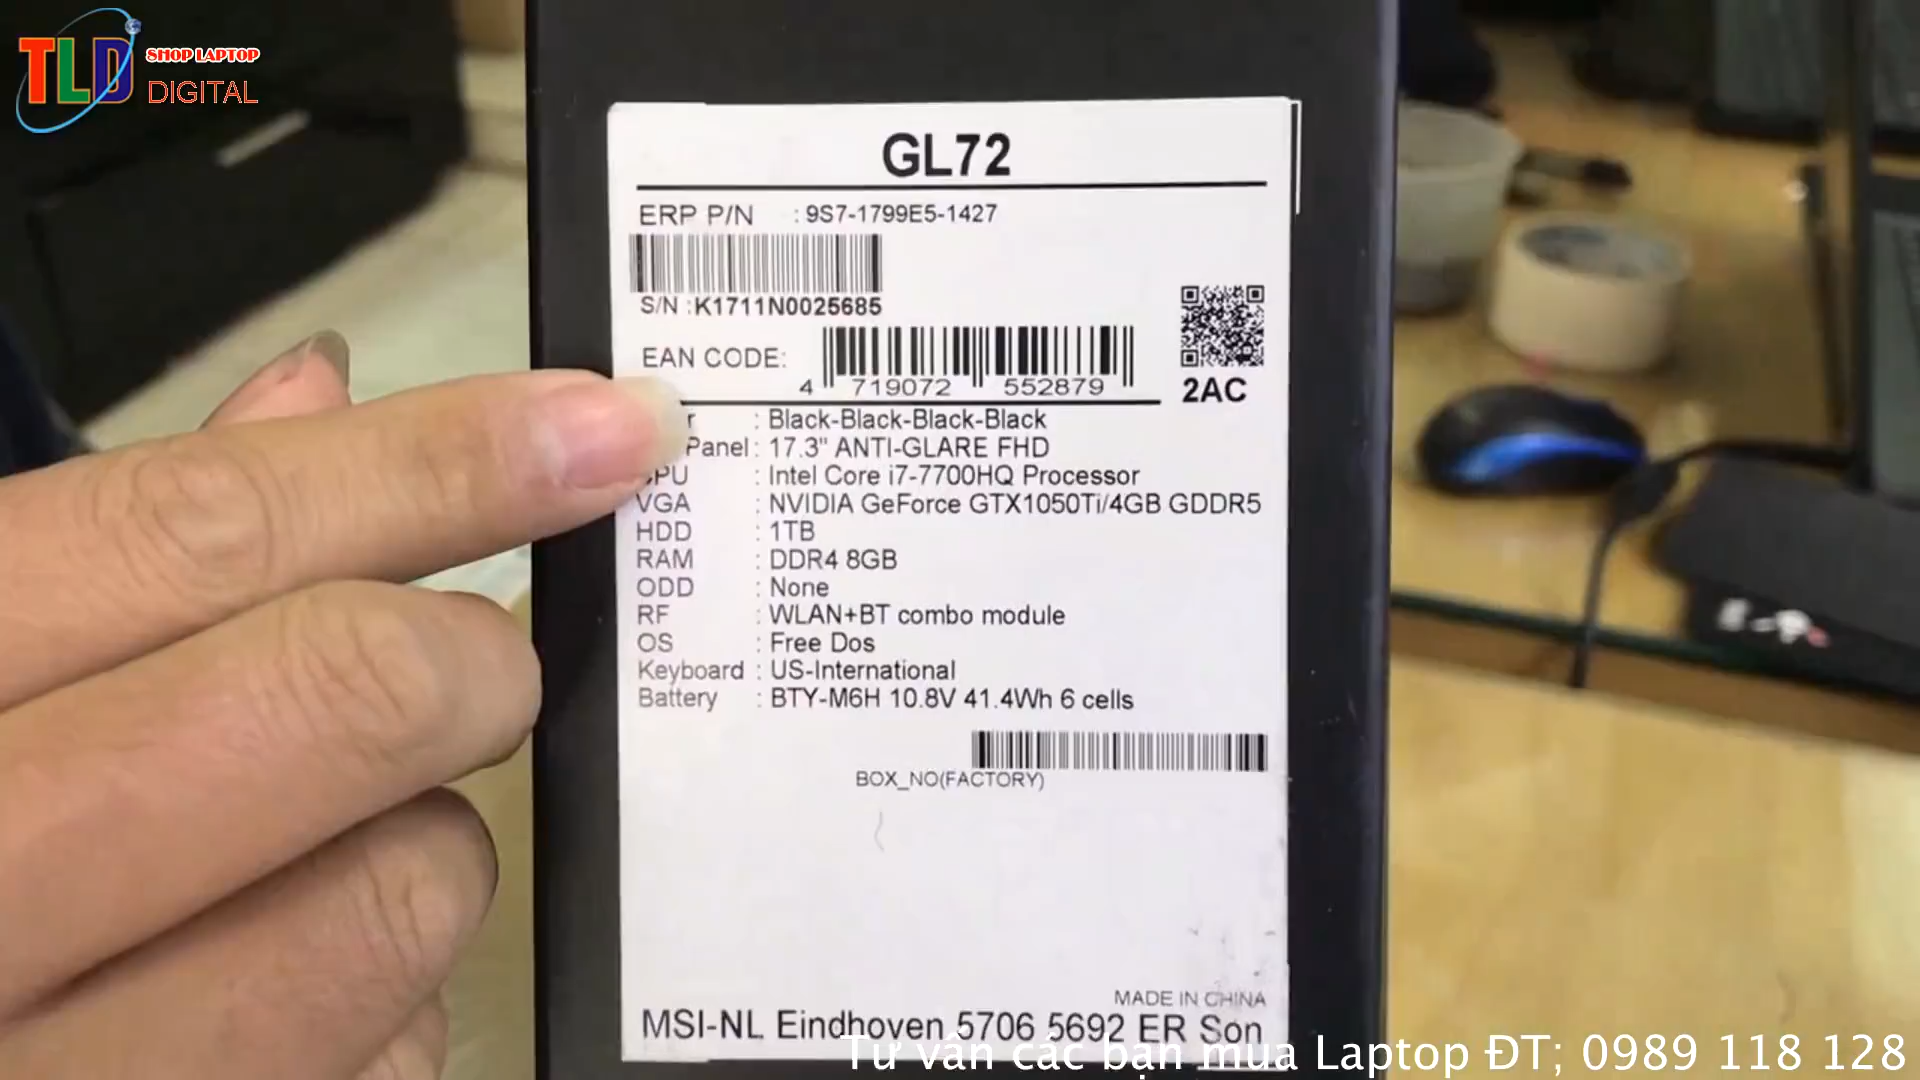 TLD SHOP LAPTOP
DIGITAL
GL72
ERP P/N : 9S7-1799E5-1427
S/N : K1711N0025685
EAN CODE:
4 719072 552879
2AC
r : Black-Black-Black-Black
Panel : 17.3" ANTI-GLARE FHD
CPU : Intel Core i7-7700HQ Processor
VGA : NVIDIA GeForce GTX1050Ti/4GB GDDR5
HDD : 1TB
RAM : DDR4 8GB
ODD : None
RF : WLAN+BT combo module
OS : Free Dos
Keyboard : US-International
Battery : BTY-M6H 10.8V 41.4Wh 6 cells
BOX_NO(FACTORY)
MADE IN CHINA
MSI-NL Eindhoven 5706 5692 ER Son
Tư vấn các bạn mua Laptop ĐT; 0989 118 128